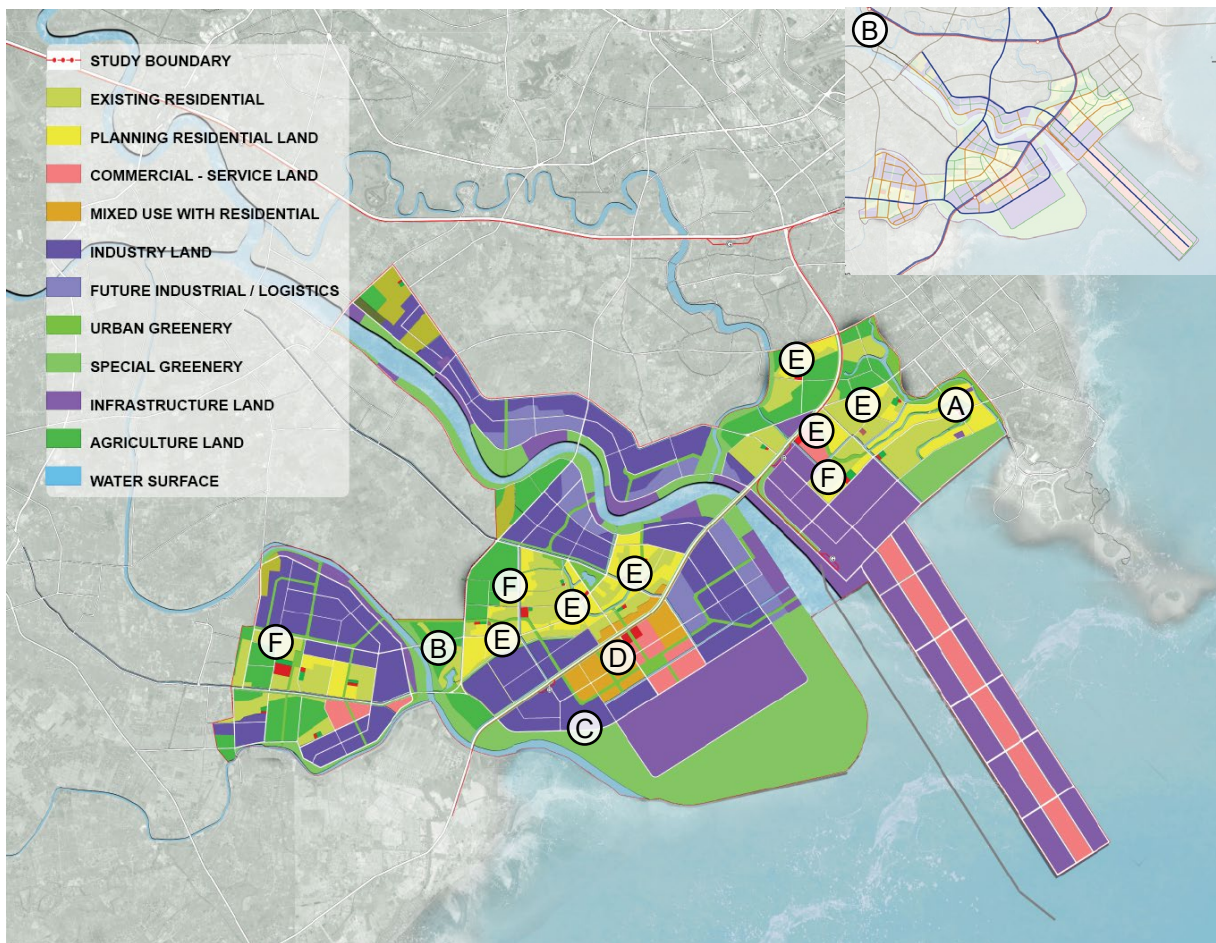 B
STUDY BOUNDARY
EXISTING RESIDENTIAL
PLANNING RESIDENTIAL LAND
COMMERCIAL - SERVICE LAND
MIXED USE WITH RESIDENTIAL
INDUSTRY LAND
FUTURE INDUSTRIAL / LOGISTICS
URBAN GREENERY
SPECIAL GREENERY
INFRASTRUCTURE LAND
AGRICULTURE LAND
WATER SURFACE
E
E
A
E
F
E
F
E
E
F
B
D
C